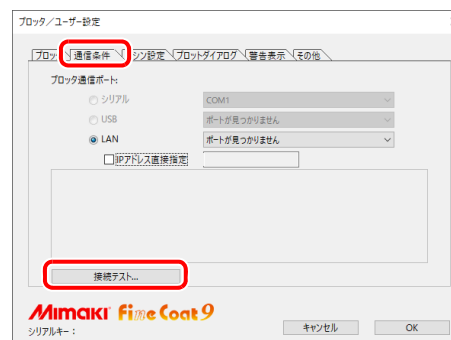 プロッタ／ユーザー設定
プロッ 通信条件 シン設定 プロットダイアログ 警告表示 その他
プロッタ通信ポート:
シリアル COM1
USB ポートが見つかりません
LAN ポートが見つかりません
IPアドレス直接指定
接続テスト...
Mimaki Fine Coat 9
シリアルキー：
キャンセル OK